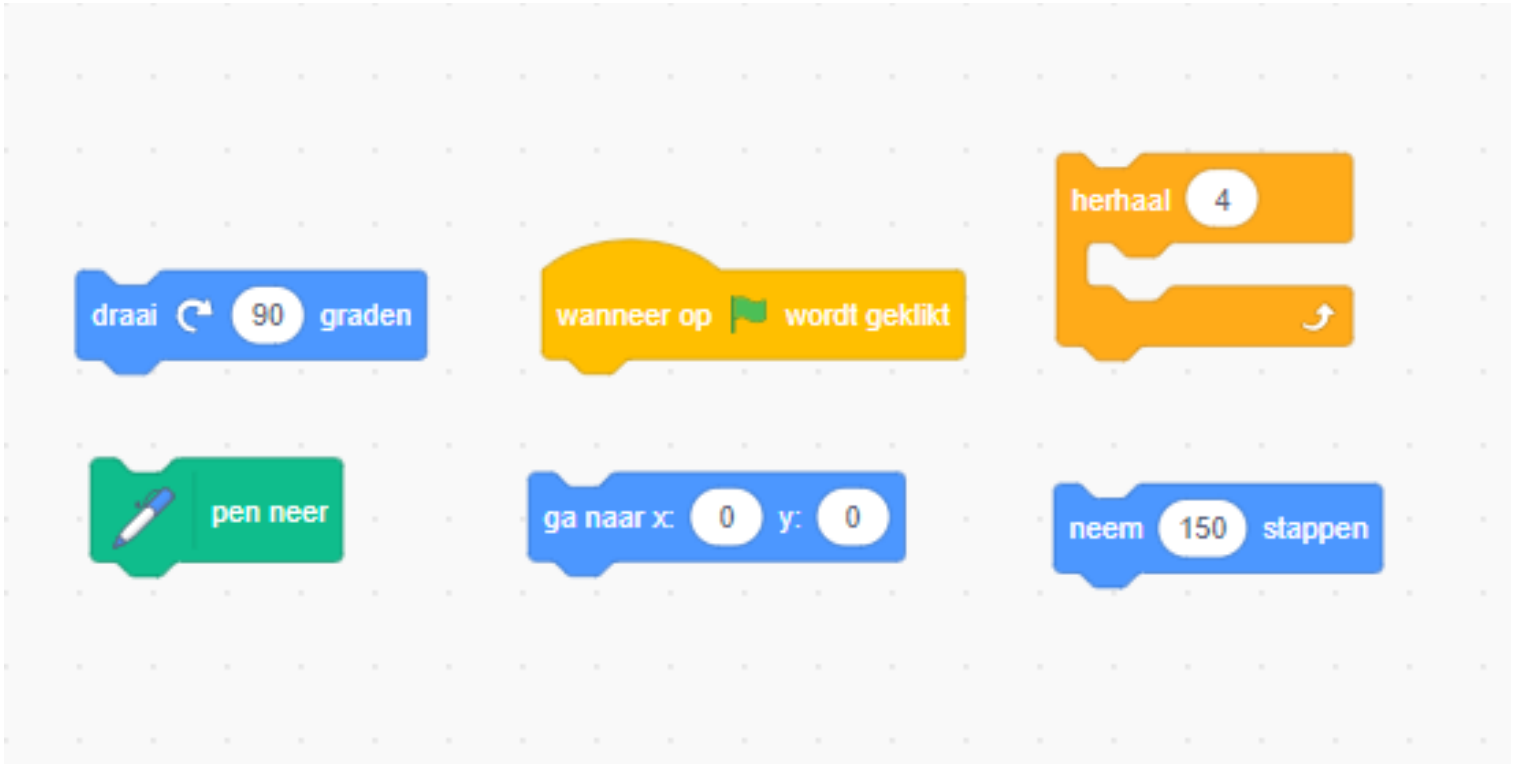 herhaal 4
draai 90 graden
wanneer op wordt geklikt
pen neer
ga naar x: 0 y: 0
neem 150 stappen